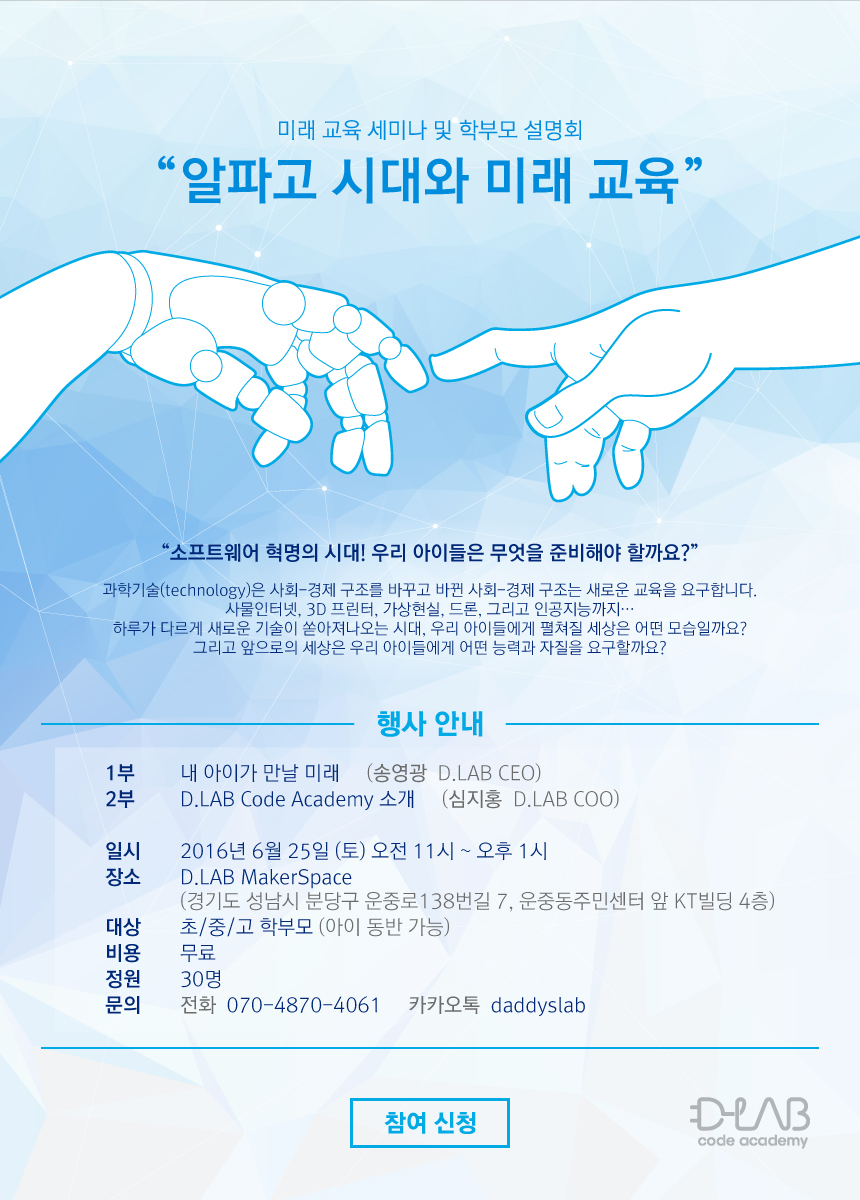 미래 교육 세미나 및 학부모 설명회
“알파고 시대와 미래 교육”
“소프트웨어 혁명의 시대! 우리 아이들은 무엇을 준비해야 할까요?”
과학기술(technology)은 사회-경제 구조를 바꾸고 바뀐 사회-경제 구조는 새로운 교육을 요구합니다.
사물인터넷, 3D 프린터, 가상현실, 드론, 그리고 인공지능까지…
하루가 다르게 새로운 기술이 쏟아져나오는 시대, 우리 아이들에게 펼쳐질 세상은 어떤 모습일까요?
그리고 앞으로의 세상은 우리 아이들에게 어떤 능력과 자질을 요구할까요?
행사 안내
1부 내 아이가 만날 미래 (송영광 D.LAB CEO)
2부 D.LAB Code Academy 소개 (심지홍 D.LAB COO)
일시 2016년 6월 25일 (토) 오전 11시 ~ 오후 1시
장소 D.LAB MakerSpace
(경기도 성남시 분당구 운중로138번길 7, 운중동주민센터 앞 KT빌딩 4층)
대상 초/중/고 학부모 (아이 동반 가능)
비용 무료
정원 30명
문의 전화 070-4870-4061 카카오톡 daddyslab
참여 신청
D-LAB
code academy